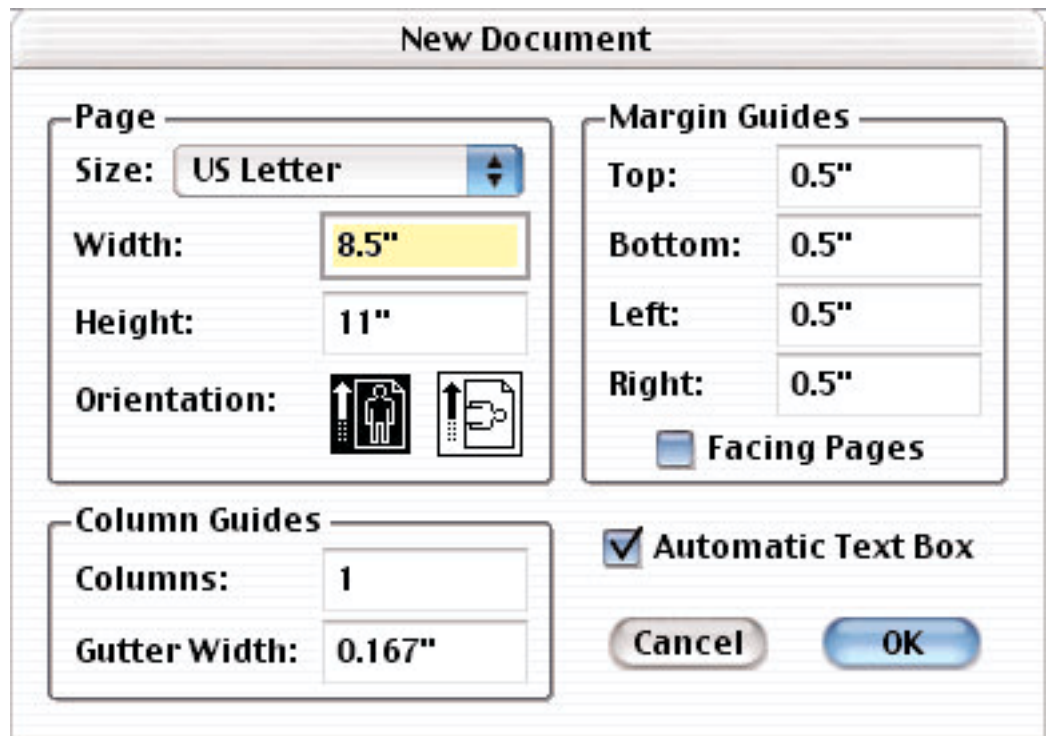 New Document
Page
Size: US Letter
Width: 8.5"
Height: 11"
Orientation:
Margin Guides
Top: 0.5"
Bottom: 0.5"
Left: 0.5"
Right: 0.5"
Facing Pages
Column Guides
Columns: 1
Gutter Width: 0.167"
Automatic Text Box
Cancel OK